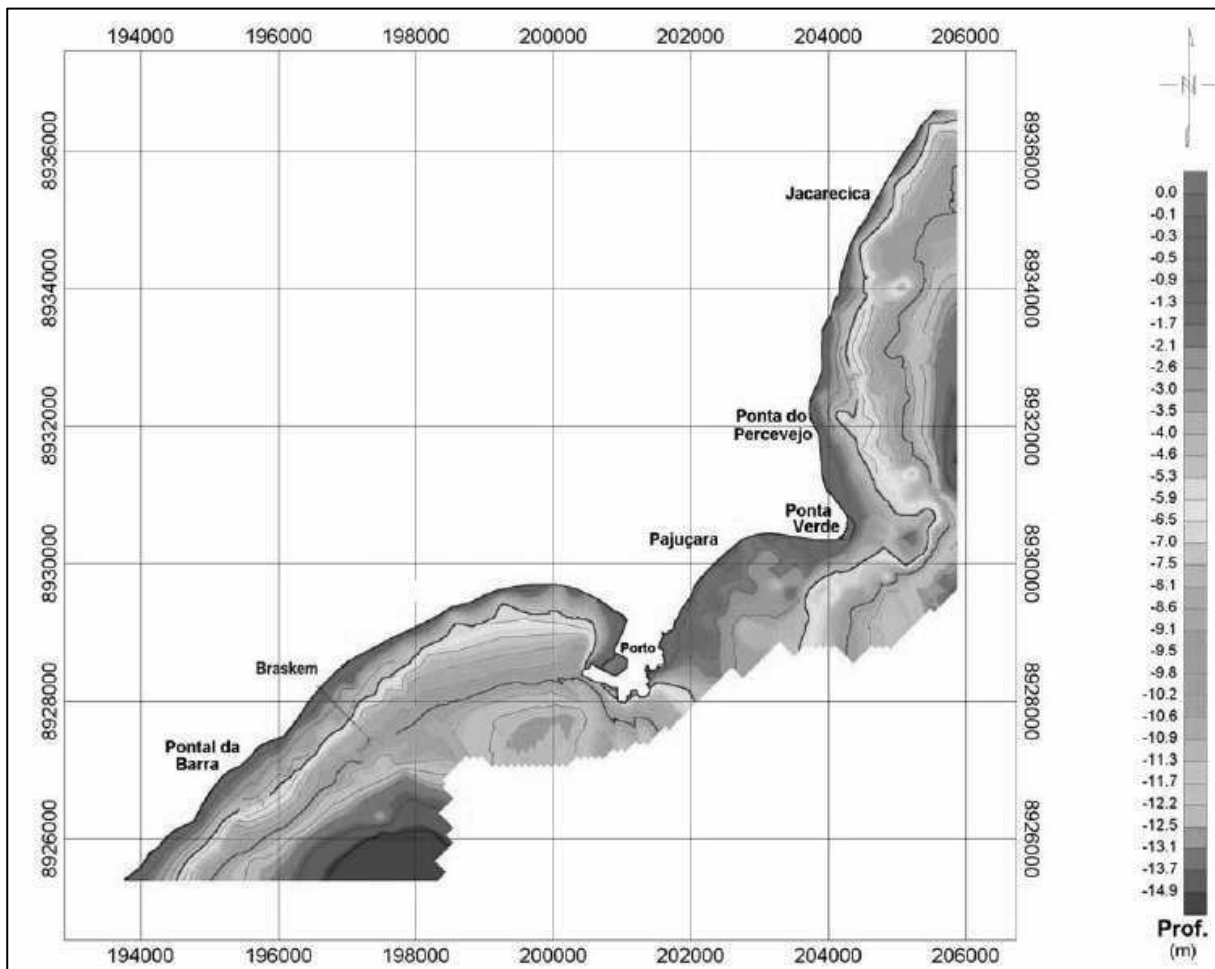 194000 196000 198000 200000 202000 204000 206000
8936000 8936000
Jacarecica
8934000 8934000
Ponta do
Percevejo
8932000 8932000
Ponta
Verde
Pajuçara
8930000 8930000
Porto
Braskem
8928000 8928000
Pontal da
Barra
8926000 8926000
194000 196000 198000 200000 202000 204000 206000
N
0.0
-0.1
-0.3
-0.5
-0.9
-1.3
-1.7
-2.1
-2.6
-3.0
-3.5
-4.0
-4.6
-5.3
-5.9
-6.5
-7.0
-7.5
-8.1
-8.6
-9.1
-9.5
-9.8
-10.2
-10.6
-10.9
-11.3
-11.7
-12.2
-12.5
-13.1
-13.7
-14.9
Prof.
(m)